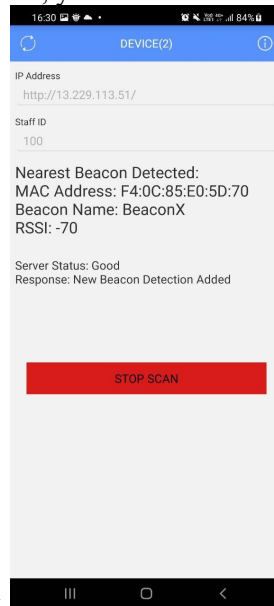 16:30 84%
DEVICE(2)
IP Address
http://13.229.113.51/
Staff ID
100
Nearest Beacon Detected:
MAC Address: F4:0C:85:E0:5D:70
Beacon Name: BeaconX
RSSI: -70
Server Status: Good
Response: New Beacon Detection Added
STOP SCAN